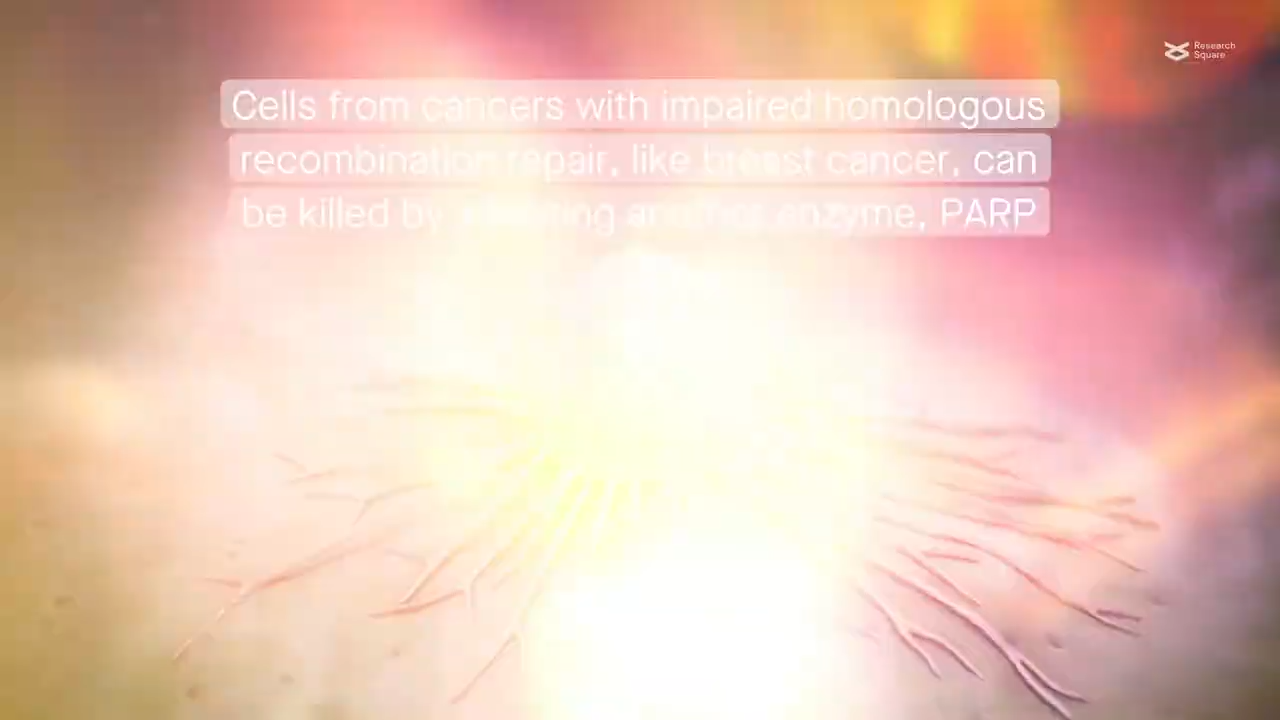 Research
Square
Cells from cancers with impaired homologous
recombination repair, like breast cancer, can
be killed by another enzyme, PARP